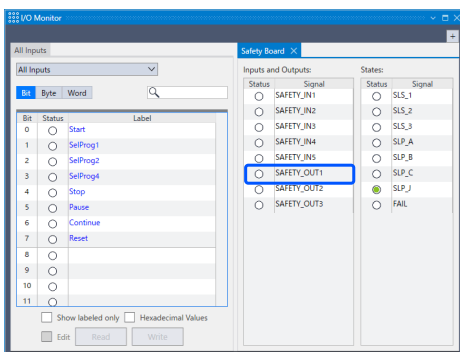 I/O Monitor
+
All Inputs
Safety Board ×
All Inputs
Bit Byte Word
Bit Status Label
0 Start
1 SelProg1
2 SelProg2
3 SelProg4
4 Stop
5 Pause
6 Continue
7 Reset
8
9
10
11
Show labeled only Hexadecimal Values
Edit Read Write
Inputs and Outputs:
Status Signal
SAFETY_IN1
SAFETY_IN2
SAFETY_IN3
SAFETY_IN4
SAFETY_IN5
SAFETY_OUT1
SAFETY_OUT2
SAFETY_OUT3
States:
Status Signal
SLS_1
SLS_2
SLS_3
SLP_A
SLP_B
SLP_C
SLP_J
FAIL